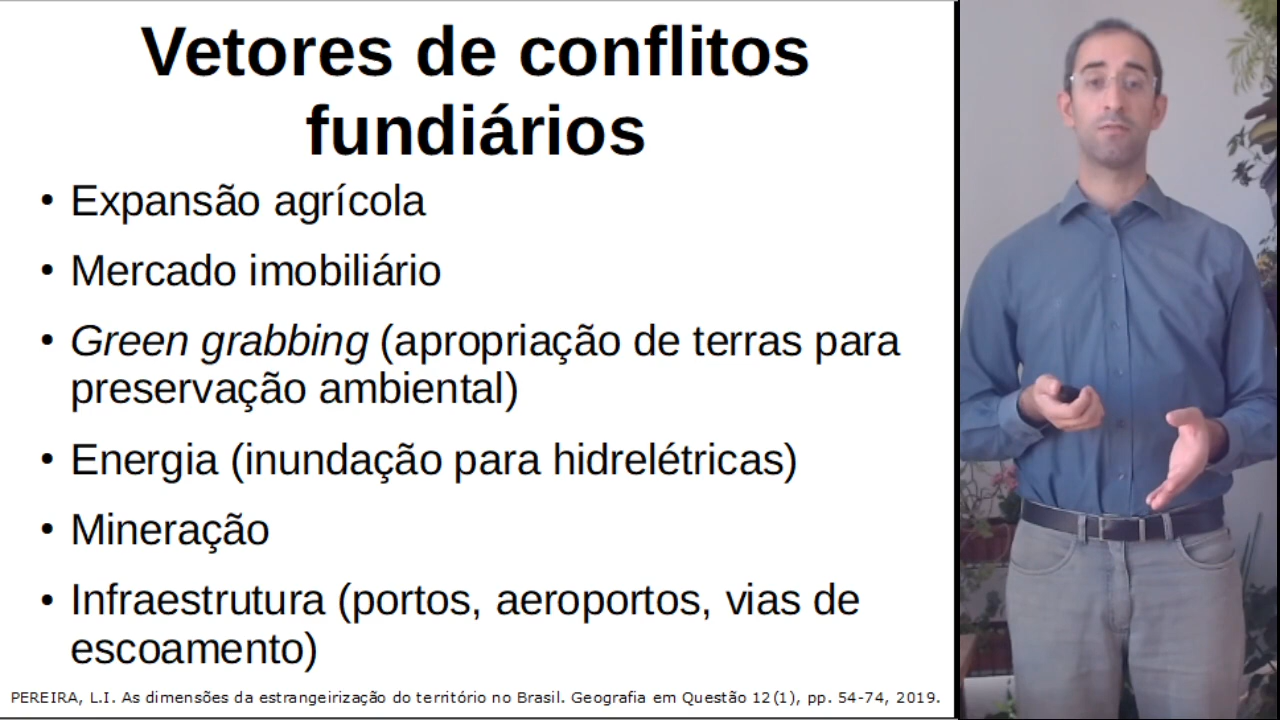 Vetores de conflitos
fundiários
• Expansão agrícola
• Mercado imobiliário
• Green grabbing (apropriação de terras para
preservação ambiental)
• Energia (inundação para hidrelétricas)
• Mineração
• Infraestrutura (portos, aeroportos, vias de
escoamento)
PEREIRA, L.I. As dimensões da estrangeirização do território no Brasil. Geografia em Questão 12(1), pp. 54-74, 2019.